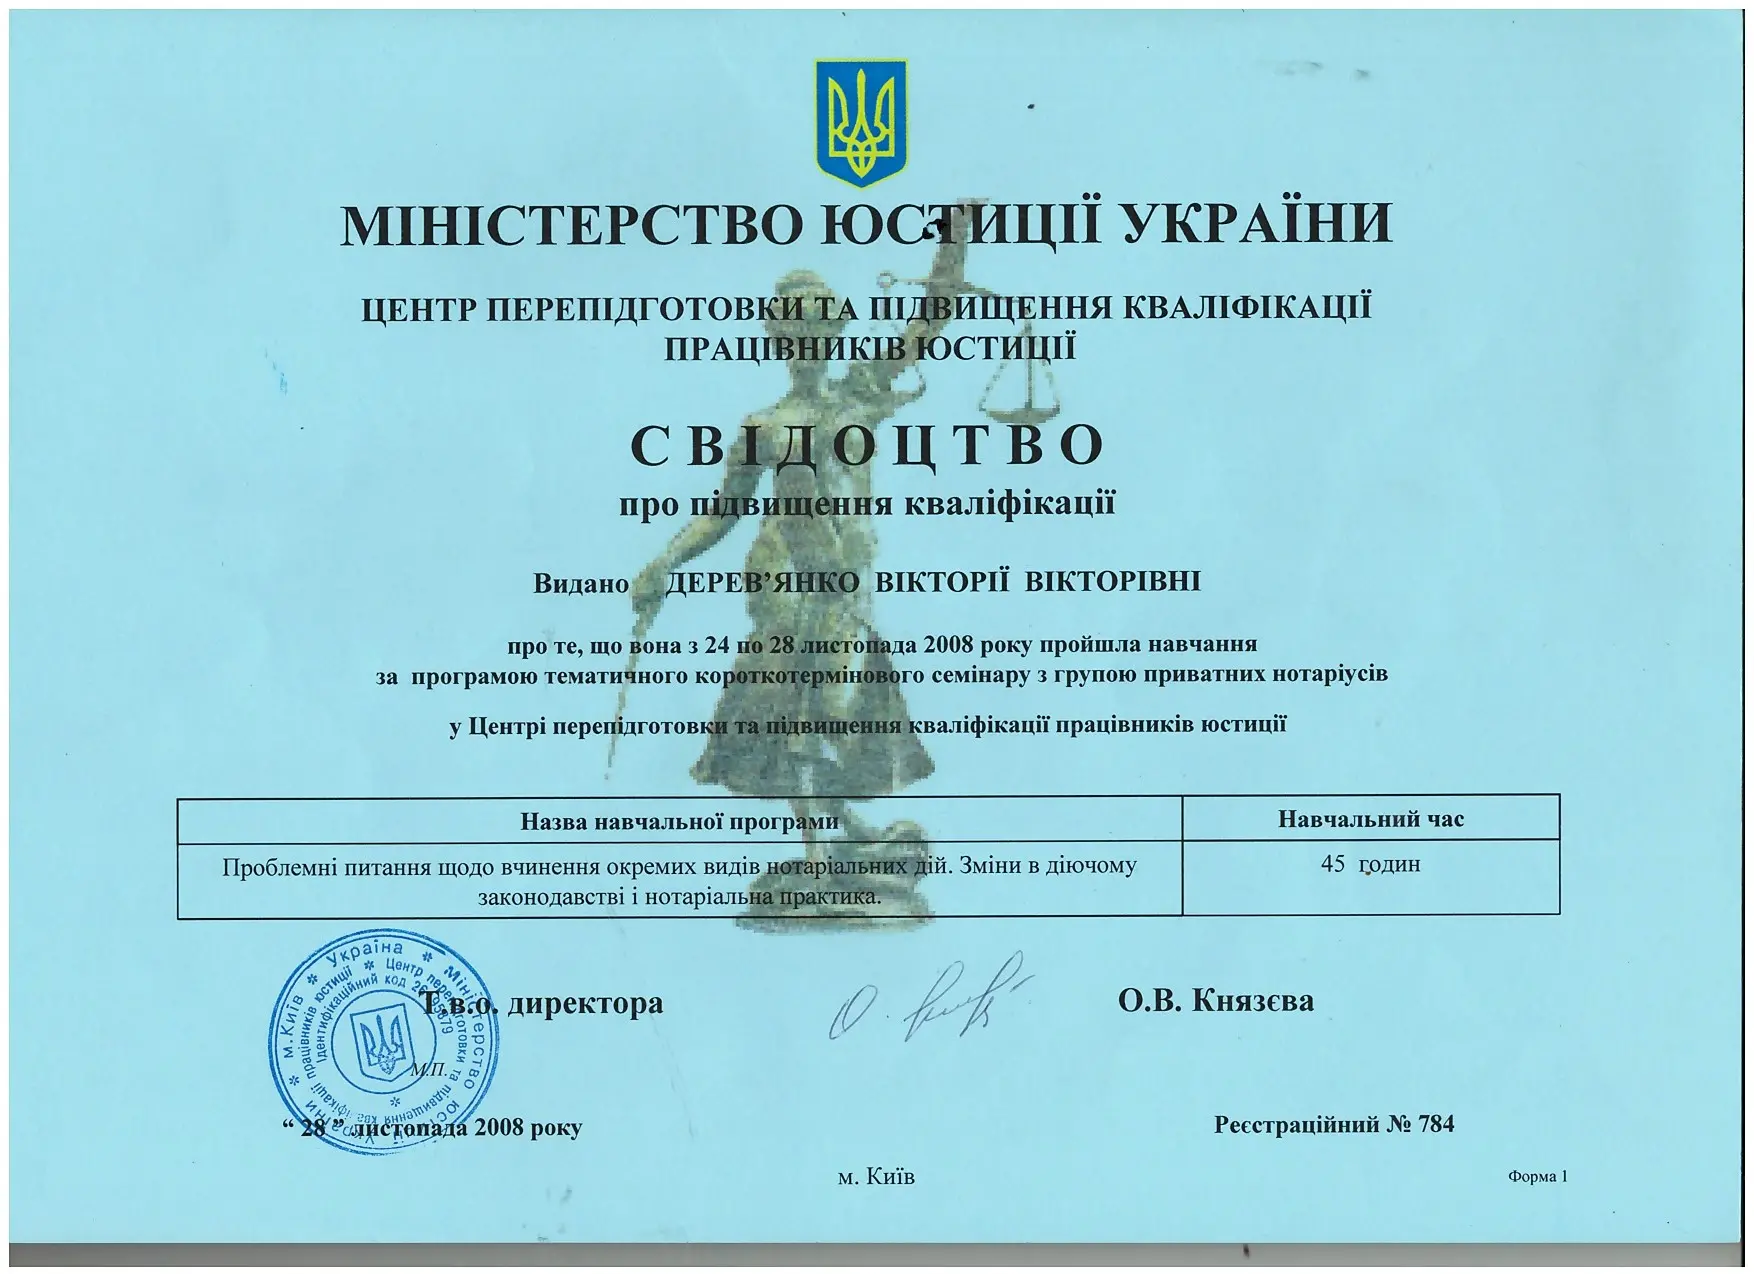 МІНІСТЕРСТВО ЮСТИЦІЇ УКРАЇНИ
ЦЕНТР ПЕРЕПІДГОТОВКИ ТА ПІДВИЩЕННЯ КВАЛІФІКАЦІЇ
ПРАЦІВНИКІВ ЮСТИЦІЇ
СВІДОЦТВО
про підвищення кваліфікації
Видано ДЕРЕВ’ЯНКО ВІКТОРІЇ ВІКТОРІВНІ
про те, що вона з 24 по 28 листопада 2008 року пройшла навчання
за програмою тематичного короткотермінового семінару з групою приватних нотаріусів
у Центрі перепідготовки та підвищення кваліфікації працівників юстиції
Назва навчальної програми Навчальний час
Проблемні питання щодо вчинення окремих видів нотаріальних дій. Зміни в діючому 45 годин
законодавстві і нотаріальна практика.
Т.в.о. директора О.В. Князєва
м.Київ * Україна * Міністерство юстиції України *
Центр перепідготовки та підвищення кваліфікації працівників юстиції *
Ідентифікаційний код
М.П.
“ 28 ” листопада 2008 року Реєстраційний № 784
м. Київ Форма 1